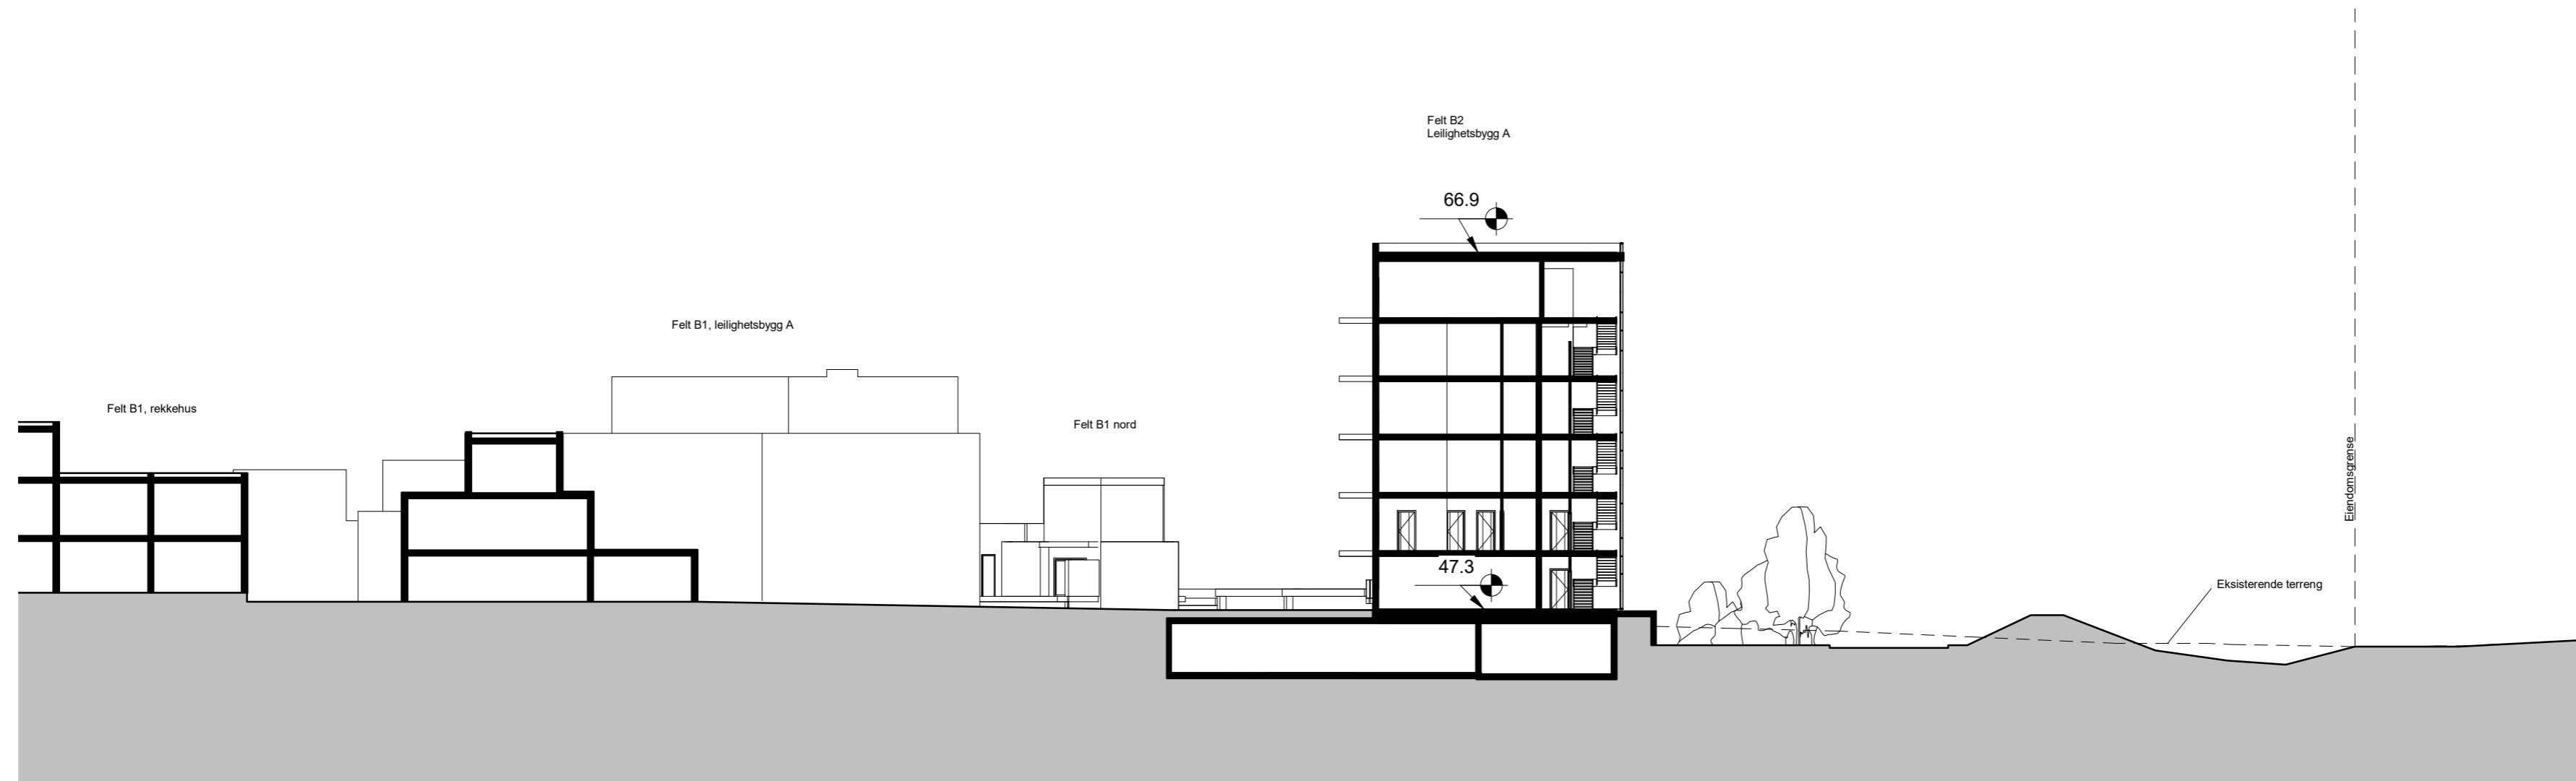 Felt B2
Leilighetsbygg A
66.9
Felt B1, leilighetsbygg A
Felt B1, rekkehus
Felt B1 nord
Eiendomsgrense
47.3
Eksisterende terreng